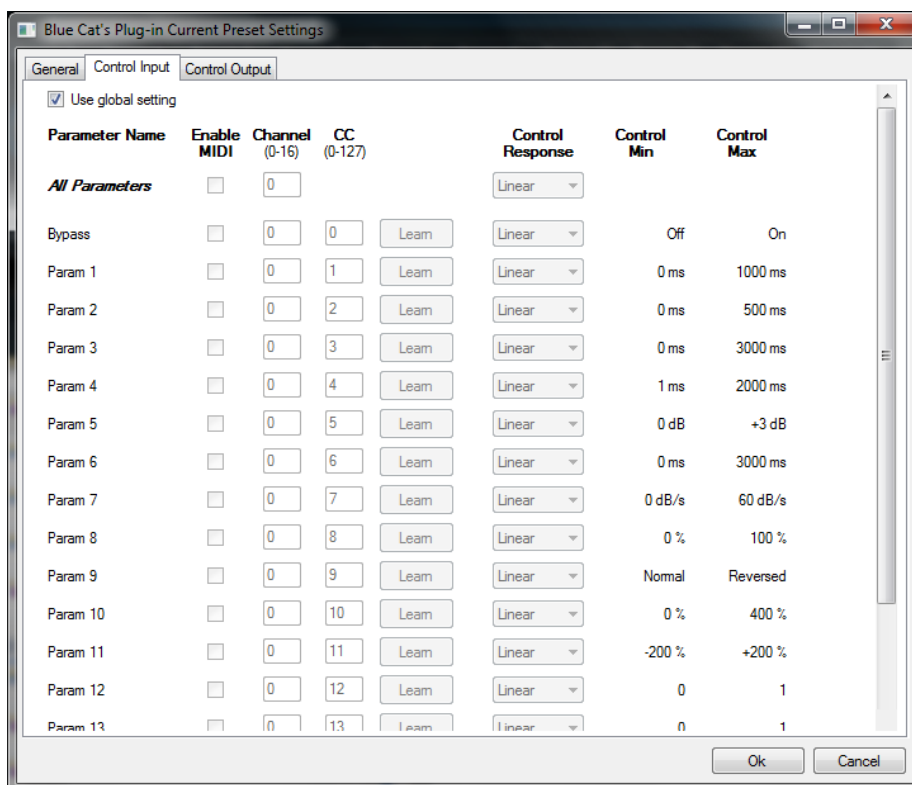 Blue Cat's Plug-in Current Preset Settings
General Control Input Control Output
Use global setting
Parameter Name Enable MIDI Channel (0-16) CC (0-127) Control Response Control Min Control Max
All Parameters 0 Linear
Bypass 0 0 Learn Linear Off On
Param 1 0 1 Learn Linear 0 ms 1000 ms
Param 2 0 2 Learn Linear 0 ms 500 ms
Param 3 0 3 Learn Linear 0 ms 3000 ms
Param 4 0 4 Learn Linear 1 ms 2000 ms
Param 5 0 5 Learn Linear 0 dB +3 dB
Param 6 0 6 Learn Linear 0 ms 3000 ms
Param 7 0 7 Learn Linear 0 dB/s 60 dB/s
Param 8 0 8 Learn Linear 0 % 100 %
Param 9 0 9 Learn Linear Normal Reversed
Param 10 0 10 Learn Linear 0 % 400 %
Param 11 0 11 Learn Linear -200 % +200 %
Param 12 0 12 Learn Linear 0 1
Param 13 0 13 Learn Linear 0 1
Ok Cancel